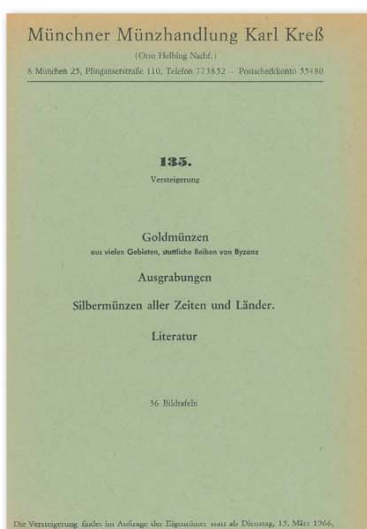 Münchner Münzhandlung Karl Kreß
(Otto Helbing Nachf.)
8 München 25, Plinganserstraße 110, Telefon 773852 – Postscheckkonto 55480
135.
Versteigerung
Goldmünzen
aus vielen Gebieten, stattliche Reihen von Byzanz
Ausgrabungen
Silbermünzen aller Zeiten und Länder.
Literatur
56 Bildtafeln
Die Versteigerung findet im Auftrage der Eigentümer statt ab Dienstag, 15. März 1966,